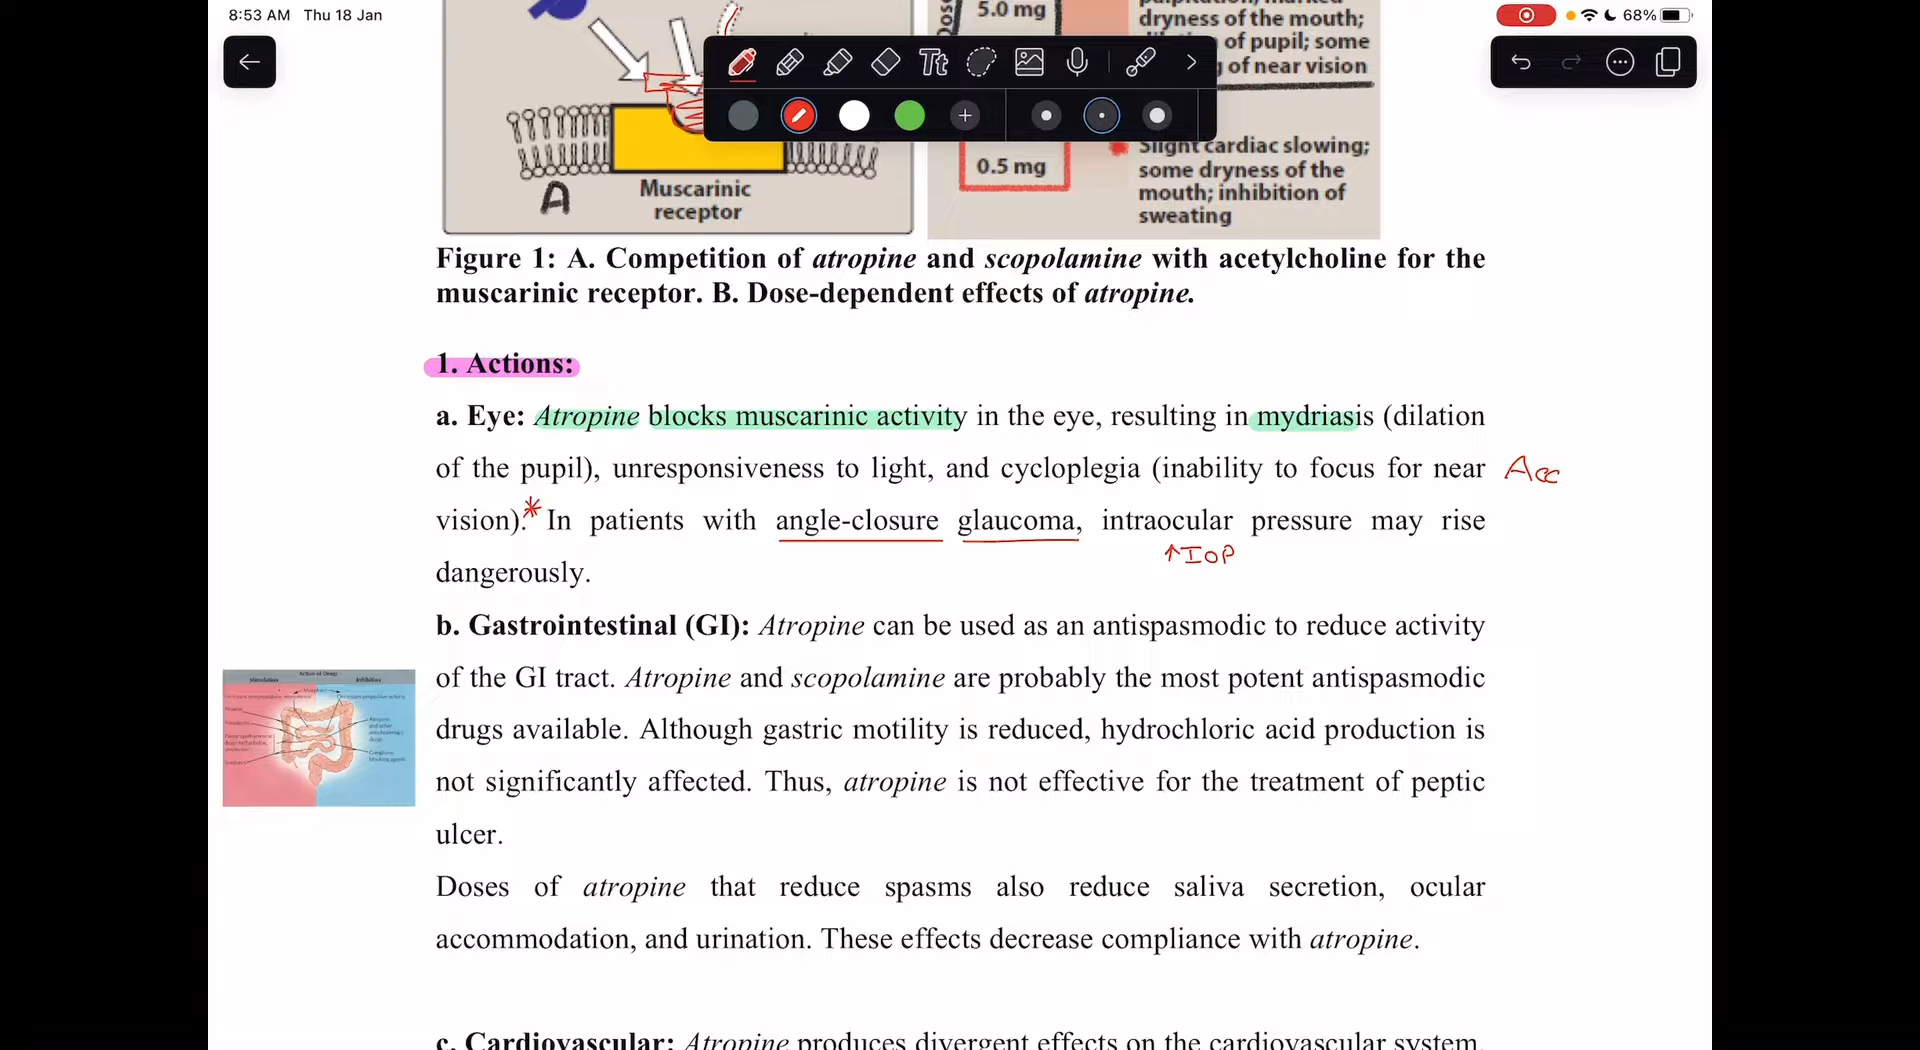 8:53 AM Thu 18 Jan
68%
5.0 mg
dryness of the mouth;
of pupil; some
of near vision
Tt
Slight cardiac slowing;
0.5 mg
some dryness of the
mouth; inhibition of
sweating
A
Muscarinic
receptor
Figure 1: A. Competition of atropine and scopolamine with acetylcholine for the
muscarinic receptor. B. Dose-dependent effects of atropine.
1. Actions:
a. Eye: Atropine blocks muscarinic activity in the eye, resulting in mydriasis (dilation
of the pupil), unresponsiveness to light, and cycloplegia (inability to focus for near Acc
vision).* In patients with angle-closure glaucoma, intraocular pressure may rise
↑IOP
dangerously.
b. Gastrointestinal (GI): Atropine can be used as an antispasmodic to reduce activity
of the GI tract. Atropine and scopolamine are probably the most potent antispasmodic
drugs available. Although gastric motility is reduced, hydrochloric acid production is
not significantly affected. Thus, atropine is not effective for the treatment of peptic
ulcer.
Doses of atropine that reduce spasms also reduce saliva secretion, ocular
accommodation, and urination. These effects decrease compliance with atropine.
c. Cardiovascular: Atropine produces divergent effects on the cardiovascular system,